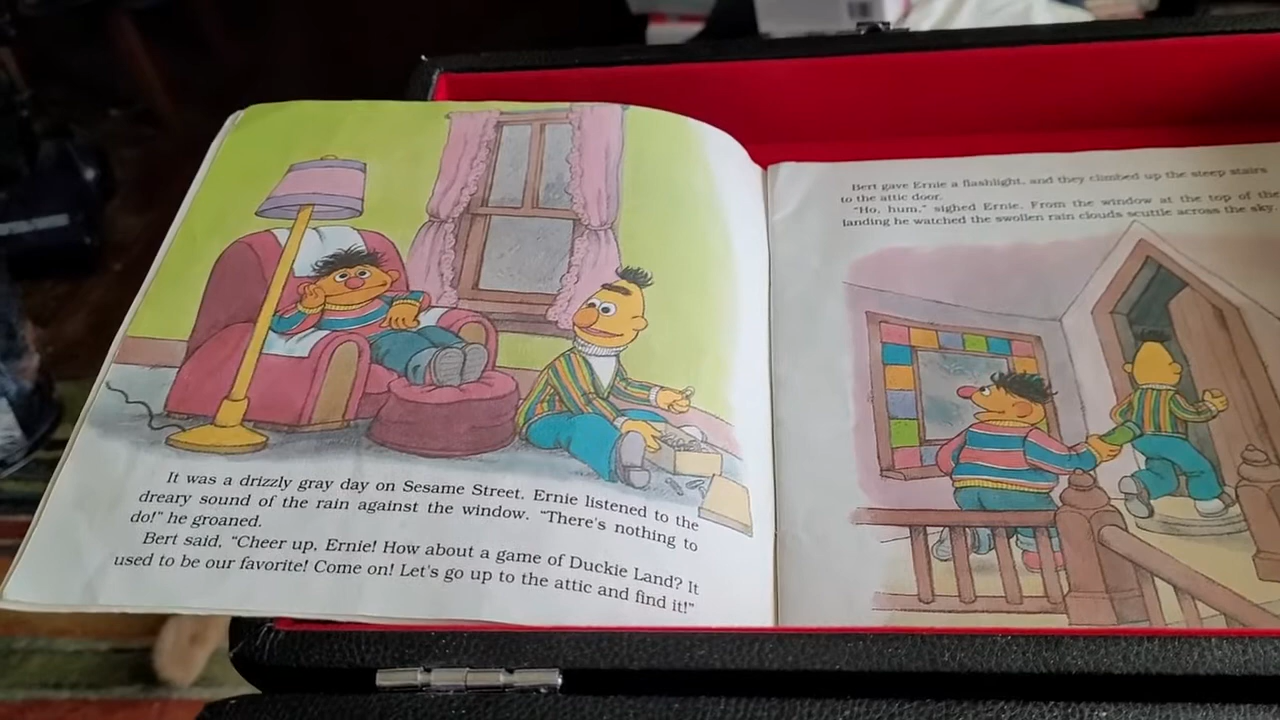 It was a drizzly gray day on Sesame Street. Ernie listened to the
dreary sound of the rain against the window. "There's nothing to
do!" he groaned.
Bert said, "Cheer up, Ernie! How about a game of Duckie Land? It
used to be our favorite! Come on! Let's go up to the attic and find it!"
Bert gave Ernie a flashlight, and they climbed up the steep stairs
to the attic door.
"Ho, hum," sighed Ernie. From the window at the top of the
landing he watched the swollen rain clouds scuttle across the sky.